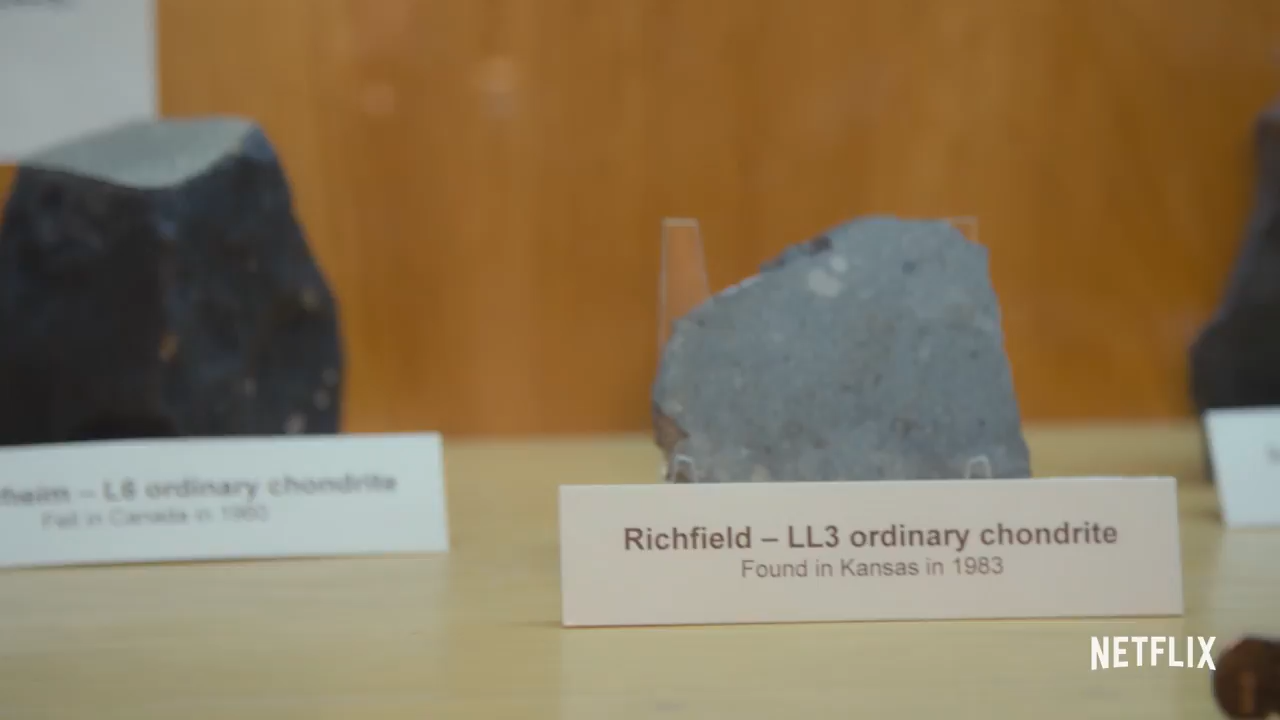 – L6 ordinary chondrite
Fall in Canada in 1960
Richfield – LL3 ordinary chondrite
Found in Kansas in 1983
NETFLIX